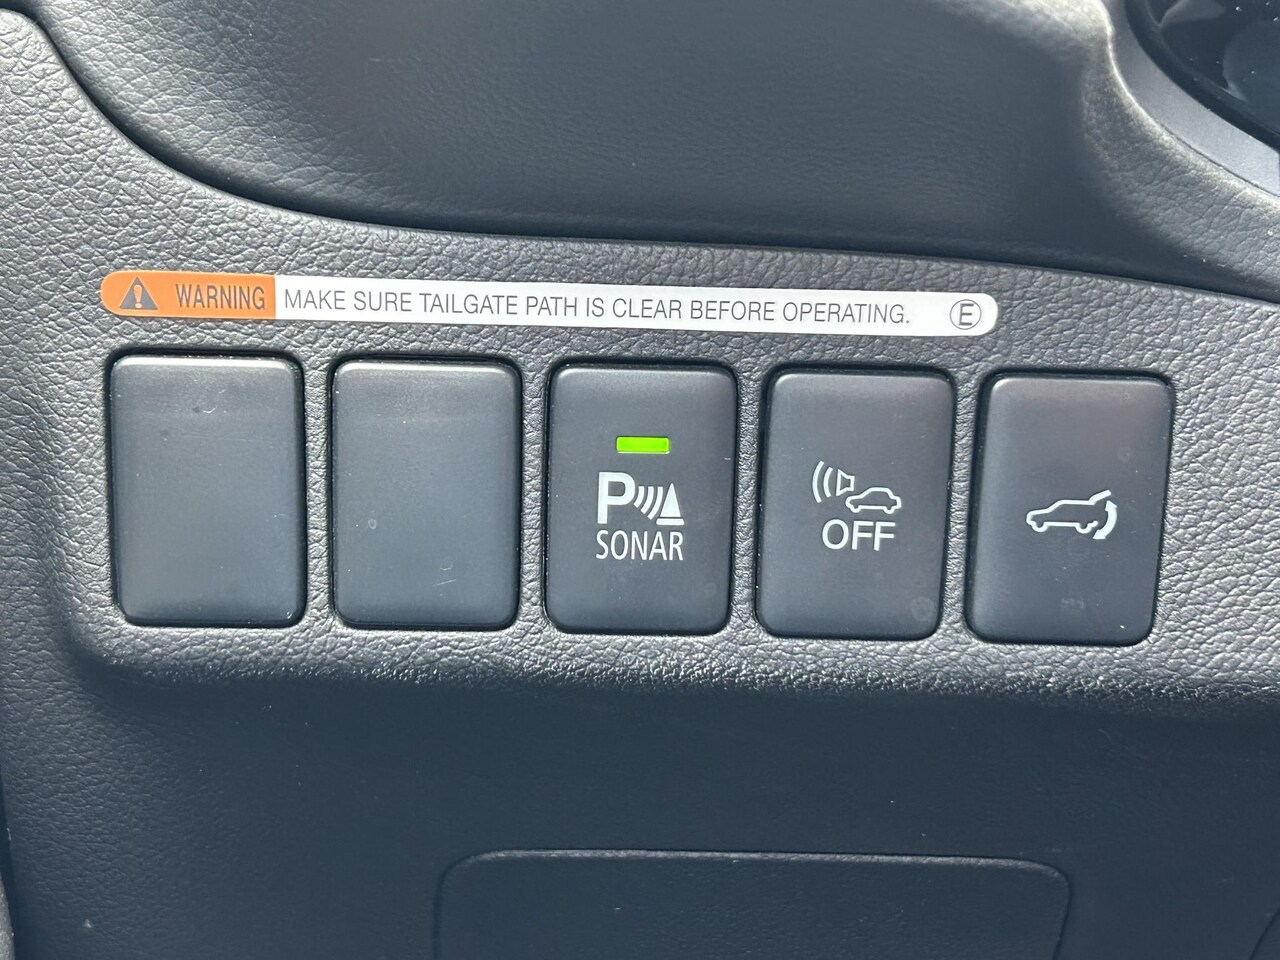 WARNING MAKE SURE TAILGATE PATH IS CLEAR BEFORE OPERATING. E
P
SONAR
OFF